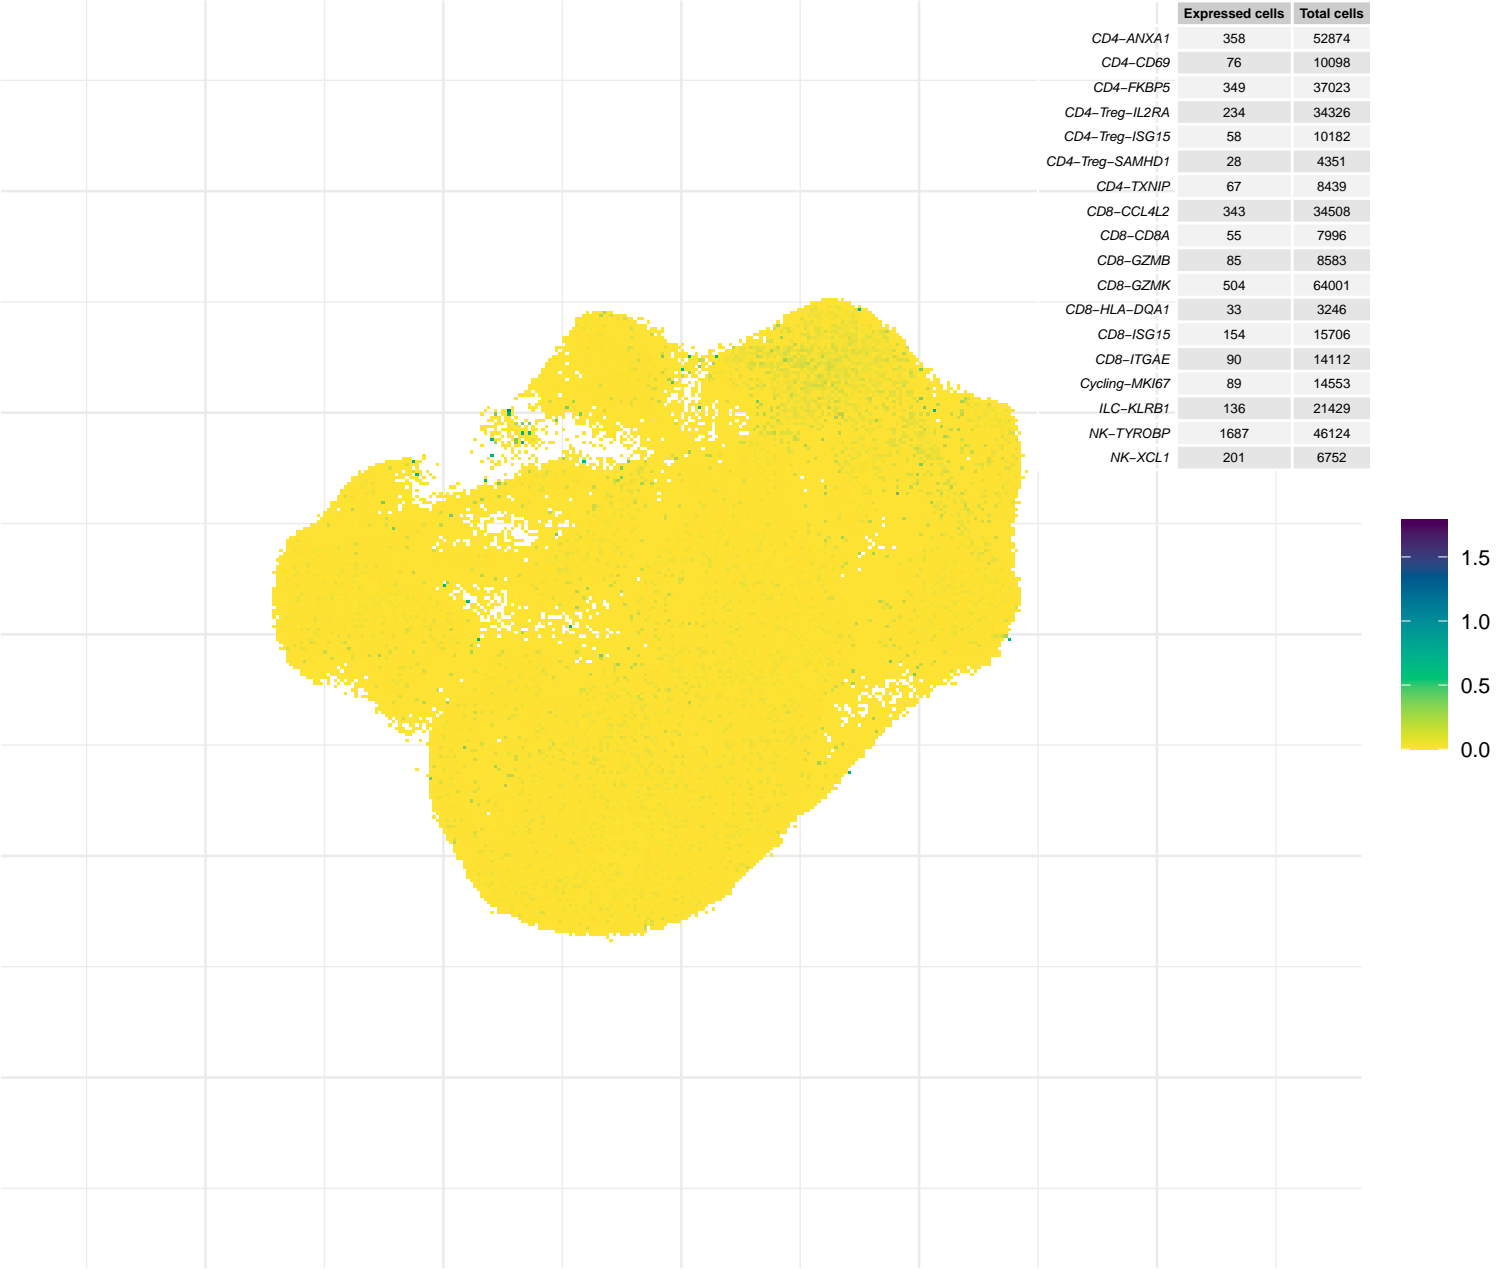 Expressed cells Total cells
CD4−ANXA1 358 52874
CD4−CD69 76 10098
CD4−FKBP5 349 37023
CD4−Treg−IL2RA 234 34326
CD4−Treg−ISG15 58 10182
CD4−Treg−SAMHD1 28 4351
CD4−TXNIP 67 8439
CD8−CCL4L2 343 34508
CD8−CD8A 55 7996
CD8−GZMB 85 8583
CD8−GZMK 504 64001
CD8−HLA−DQA1 33 3246
CD8−ISG15 154 15706
CD8−ITGAE 90 14112
Cycling−MKI67 89 14553
ILC−KLRB1 136 21429
NK−TYROBP 1687 46124
NK−XCL1 201 6752
1.5
1.0
0.5
0.0